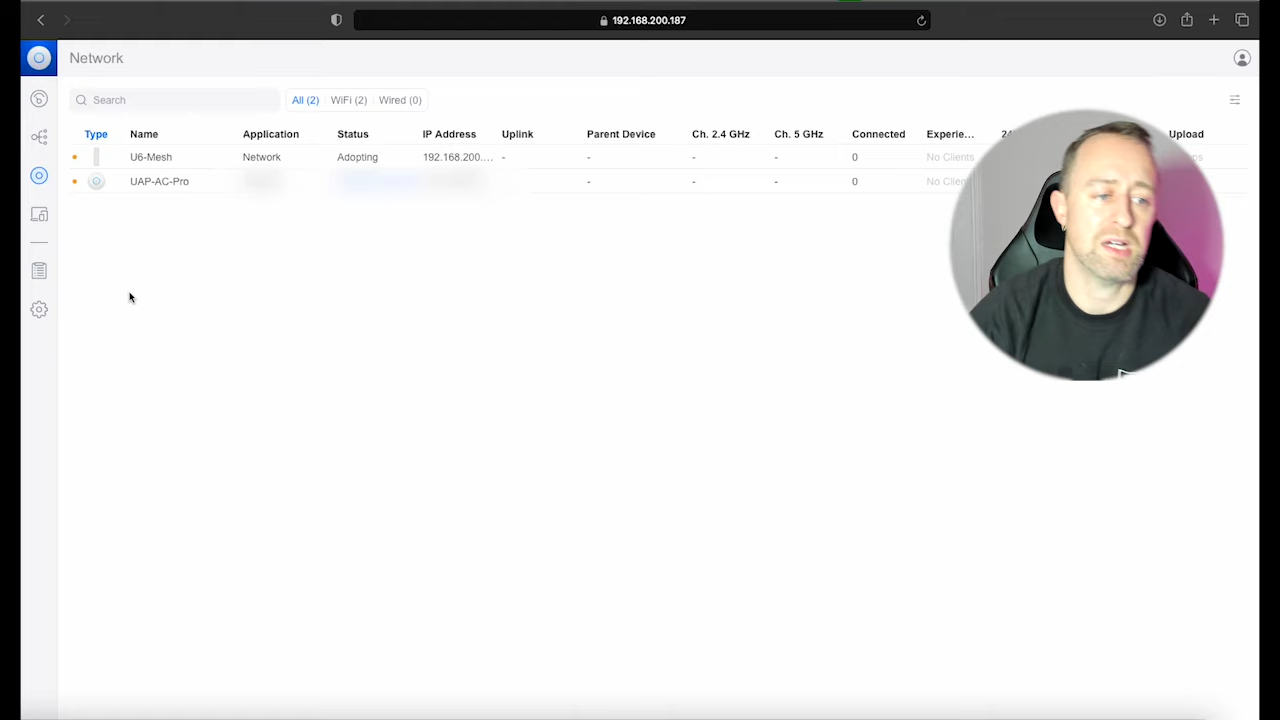 192.168.200.187
Network
Search All (2) WiFi (2) Wired (0)
Type Name Application Status IP Address Uplink Parent Device Ch. 2.4 GHz Ch. 5 GHz Connected Experie... Upload
U6-Mesh Network Adopting 192.168.200.... - - - - 0 No Clients
UAP-AC-Pro - - - 0